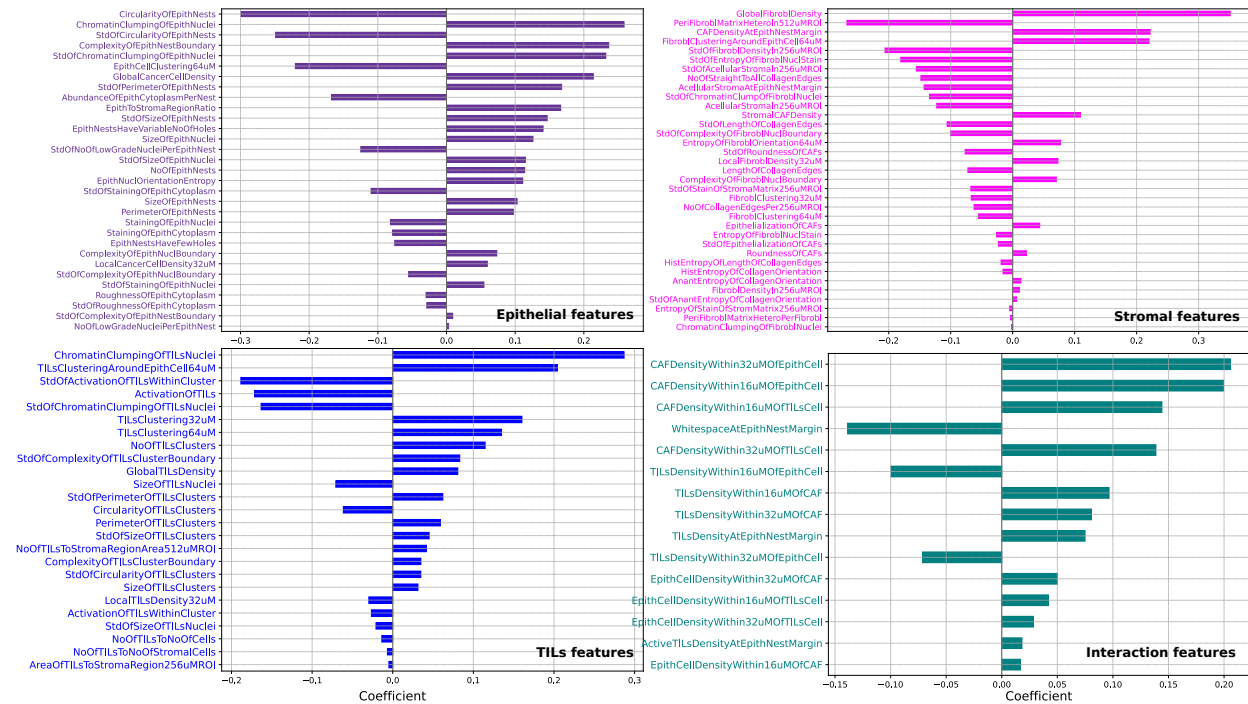 CircularityOfEpithNests
ChromatinClumpingOfEpithNuclei
StdOfCircularityOfEpithNests
ComplexityOfEpithNestBoundary
StdOfChromatinClumpingOfEpithNuclei
EpithCellClustering64uM
GlobalCancerCellDensity
StdOfPerimeterOfEpithNests
AbundanceOfEpithCytoplasmPerNest
EpithToStromaRegionRatio
StdOfSizeOfEpithNests
EpithNestsHaveVariableNoOfHoles
SizeOfEpithNuclei
StdOfNoOfLowGradeNucleiPerEpithNest
StdOfSizeOfEpithNuclei
NoOfEpithNests
EpithNuclOrientationEntropy
StdOfStainingOfEpithCytoplasm
SizeOfEpithNests
PerimeterOfEpithNests
StainingOfEpithNuclei
StainingOfEpithCytoplasm
EpithNestsHaveFewHoles
ComplexityOfEpithNuclBoundary
LocalCancerCellDensity32uM
StdOfComplexityOfEpithNuclBoundary
StdOfStainingOfEpithNuclei
RoughnessOfEpithCytoplasm
StdOfRoughnessOfEpithCytoplasm
StdOfComplexityOfEpithNestBoundary
NoOfLowGradeNucleiPerEpithNest
Epithelial features
−0.3 −0.2 −0.1 0.0 0.1 0.2
GlobalFibroblDensity
PeriFibroblMatrixHeteroIn512uMROI
CAFDensityAtEpithNestMargin
FibroblClusteringAroundEpithCell64uM
StdOfFibroblDensityIn256uMROI
StdOfEntropyOfFibroblNuclStain
StdOfAcellularStromaIn256uMROI
NoOfStraightToAllCollagenEdges
AcellularStromaAtEpithNestMargin
StdOfChromatinClumpOfFibroblNuclei
AcellularStromaIn256uMROI
StromalCAFDensity
StdOfLengthOfCollagenEdges
StdOfComplexityOfFibroblNuclBoundary
EntropyOfFibroblOrientation64uM
StdOfRoundnessOfCAFs
LocalFibroblDensity32uM
LengthOfCollagenEdges
ComplexityOfFibroblNuclBoundary
StdOfStainOfStromaMatrix256uMROI
FibroblClustering32uM
NoOfCollagenEdgesPer256uMROI
FibroblClustering64uM
EpithelializationOfCAFs
EntropyOfFibroblNuclStain
StdOfEpithelializationOfCAFs
RoundnessOfCAFs
HistEntropyOfLengthOfCollagenEdges
HistEntropyOfCollagenOrientation
AnantEntropyOfCollagenOrientation
FibroblDensityIn256uMROI
StdOfAnantEntropyOfCollagenOrientation
EntropyOfStainOfStromMatrix256uMROI
PeriFibroblMatrixHeteroPerFibrobl
ChromatinClumpingOfFibroblNuclei
Stromal features
−0.2 −0.1 0.0 0.1 0.2 0.3
ChromatinClumpingOfTILsNuclei
TILsClusteringAroundEpithCell64uM
StdOfActivationOfTILsWithinCluster
ActivationOfTILs
StdOfChromatinClumpingOfTILsNuclei
TILsClustering32uM
TILsClustering64uM
NoOfTILsClusters
StdOfComplexityOfTILsClusterBoundary
GlobalTILsDensity
SizeOfTILsNuclei
StdOfPerimeterOfTILsClusters
CircularityOfTILsClusters
PerimeterOfTILsClusters
StdOfSizeOfTILsClusters
NoOfTILsToStromaRegionArea512uMROI
ComplexityOfTILsClusterBoundary
StdOfCircularityOfTILsClusters
SizeOfTILsClusters
LocalTILsDensity32uM
ActivationOfTILsWithinCluster
StdOfSizeOfTILsNuclei
NoOfTILsToNoOfCells
NoOfTILsToNoOfStromalCells
AreaOfTILsToStromaRegion256uMROI
TILs features
−0.2 −0.1 0.0 0.1 0.2 0.3
Coefficient
CAFDensityWithin32uMOfEpithCell
CAFDensityWithin16uMOfEpithCell
CAFDensityWithin16uMOfTILsCell
WhitespaceAtEpithNestMargin
CAFDensityWithin32uMOfTILsCell
TILsDensityWithin16uMOfEpithCell
TILsDensityWithin16uMOfCAF
TILsDensityWithin32uMOfCAF
TILsDensityAtEpithNestMargin
TILsDensityWithin32uMOfEpithCell
EpithCellDensityWithin32uMOfCAF
EpithCellDensityWithin16uMOfTILsCell
EpithCellDensityWithin32uMOfTILsCell
ActiveTILsDensityAtEpithNestMargin
EpithCellDensityWithin16uMOfCAF
Interaction features
−0.15 −0.10 −0.05 0.00 0.05 0.10 0.15 0.20
Coefficient